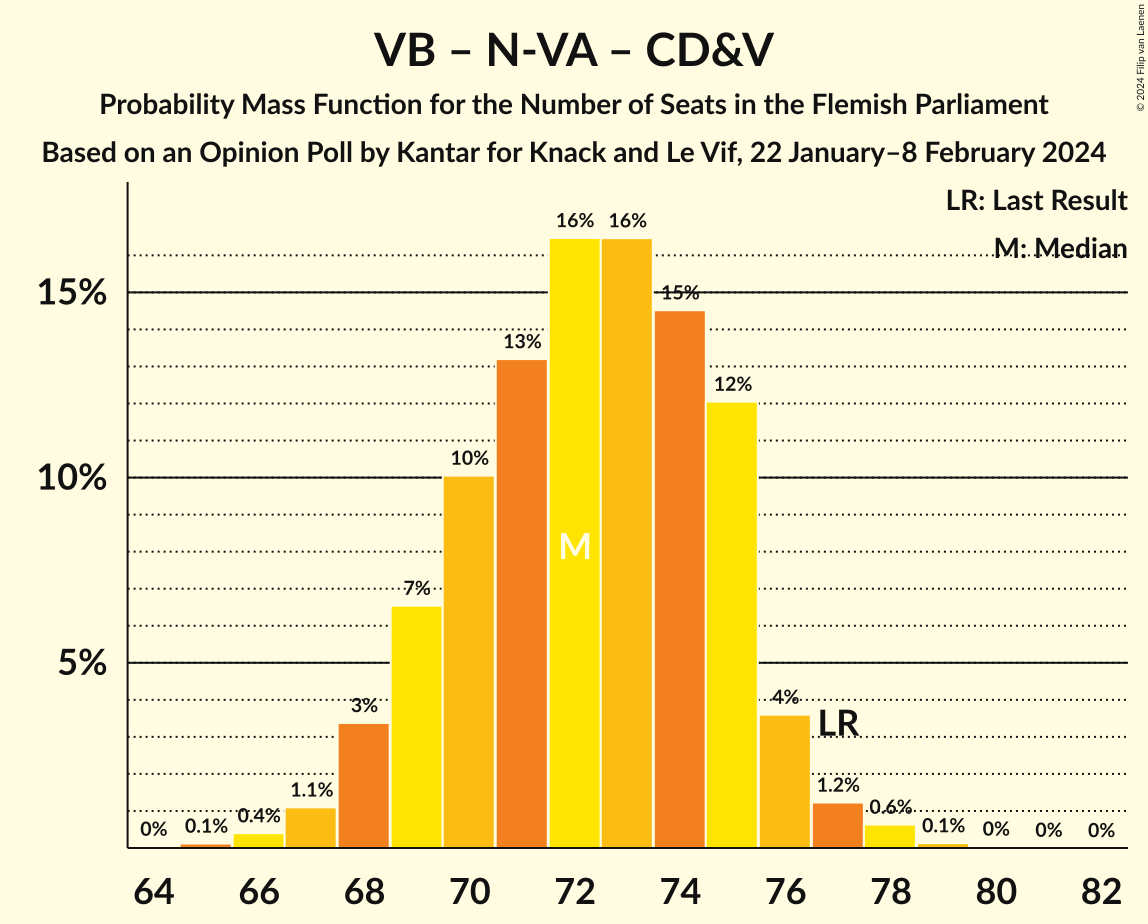 VB – N-VA – CD&V
Probability Mass Function for the Number of Seats in the Flemish Parliament
Based on an Opinion Poll by Kantar for Knack and Le Vif, 22 January–8 February 2024
© 2024 Filip van Laenen
LR: Last Result
M: Median
15%
10%
5%
0%
0.1%
0.4%
1.1%
3%
7%
10%
13%
16%
16%
15%
12%
4%
1.2%
0.6%
0.1%
0%
0%
0%
M
LR
64 66 68 70 72 74 76 78 80 82